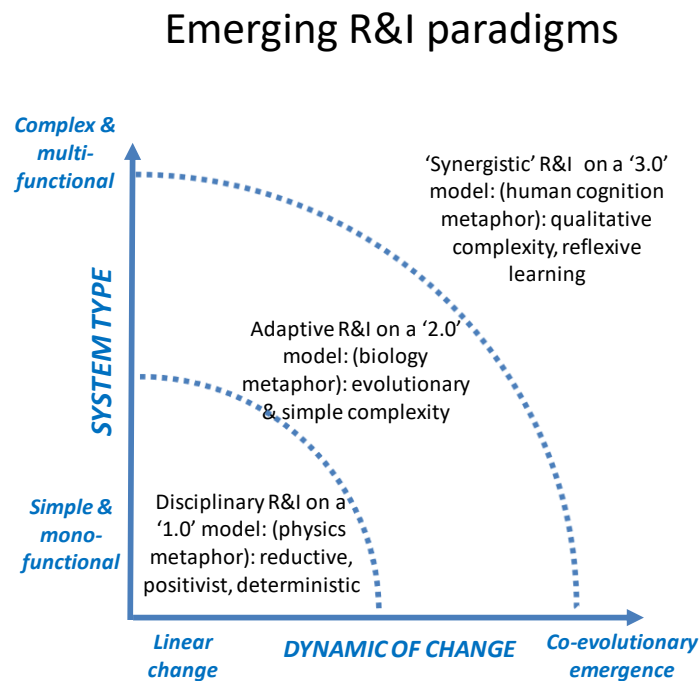 Emerging R&I paradigms
Complex &
multi-
functional
'Synergistic' R&I on a '3.0'
model: (human cognition
metaphor): qualitative
complexity, reflexive
learning
SYSTEM TYPE
Adaptive R&I on a '2.0'
model: (biology
metaphor): evolutionary
& simple complexity
Simple &
mono-
functional
Disciplinary R&I on a
'1.0' model: (physics
metaphor): reductive,
positivist, deterministic
Linear
change
DYNAMIC OF CHANGE
Co-evolutionary
emergence